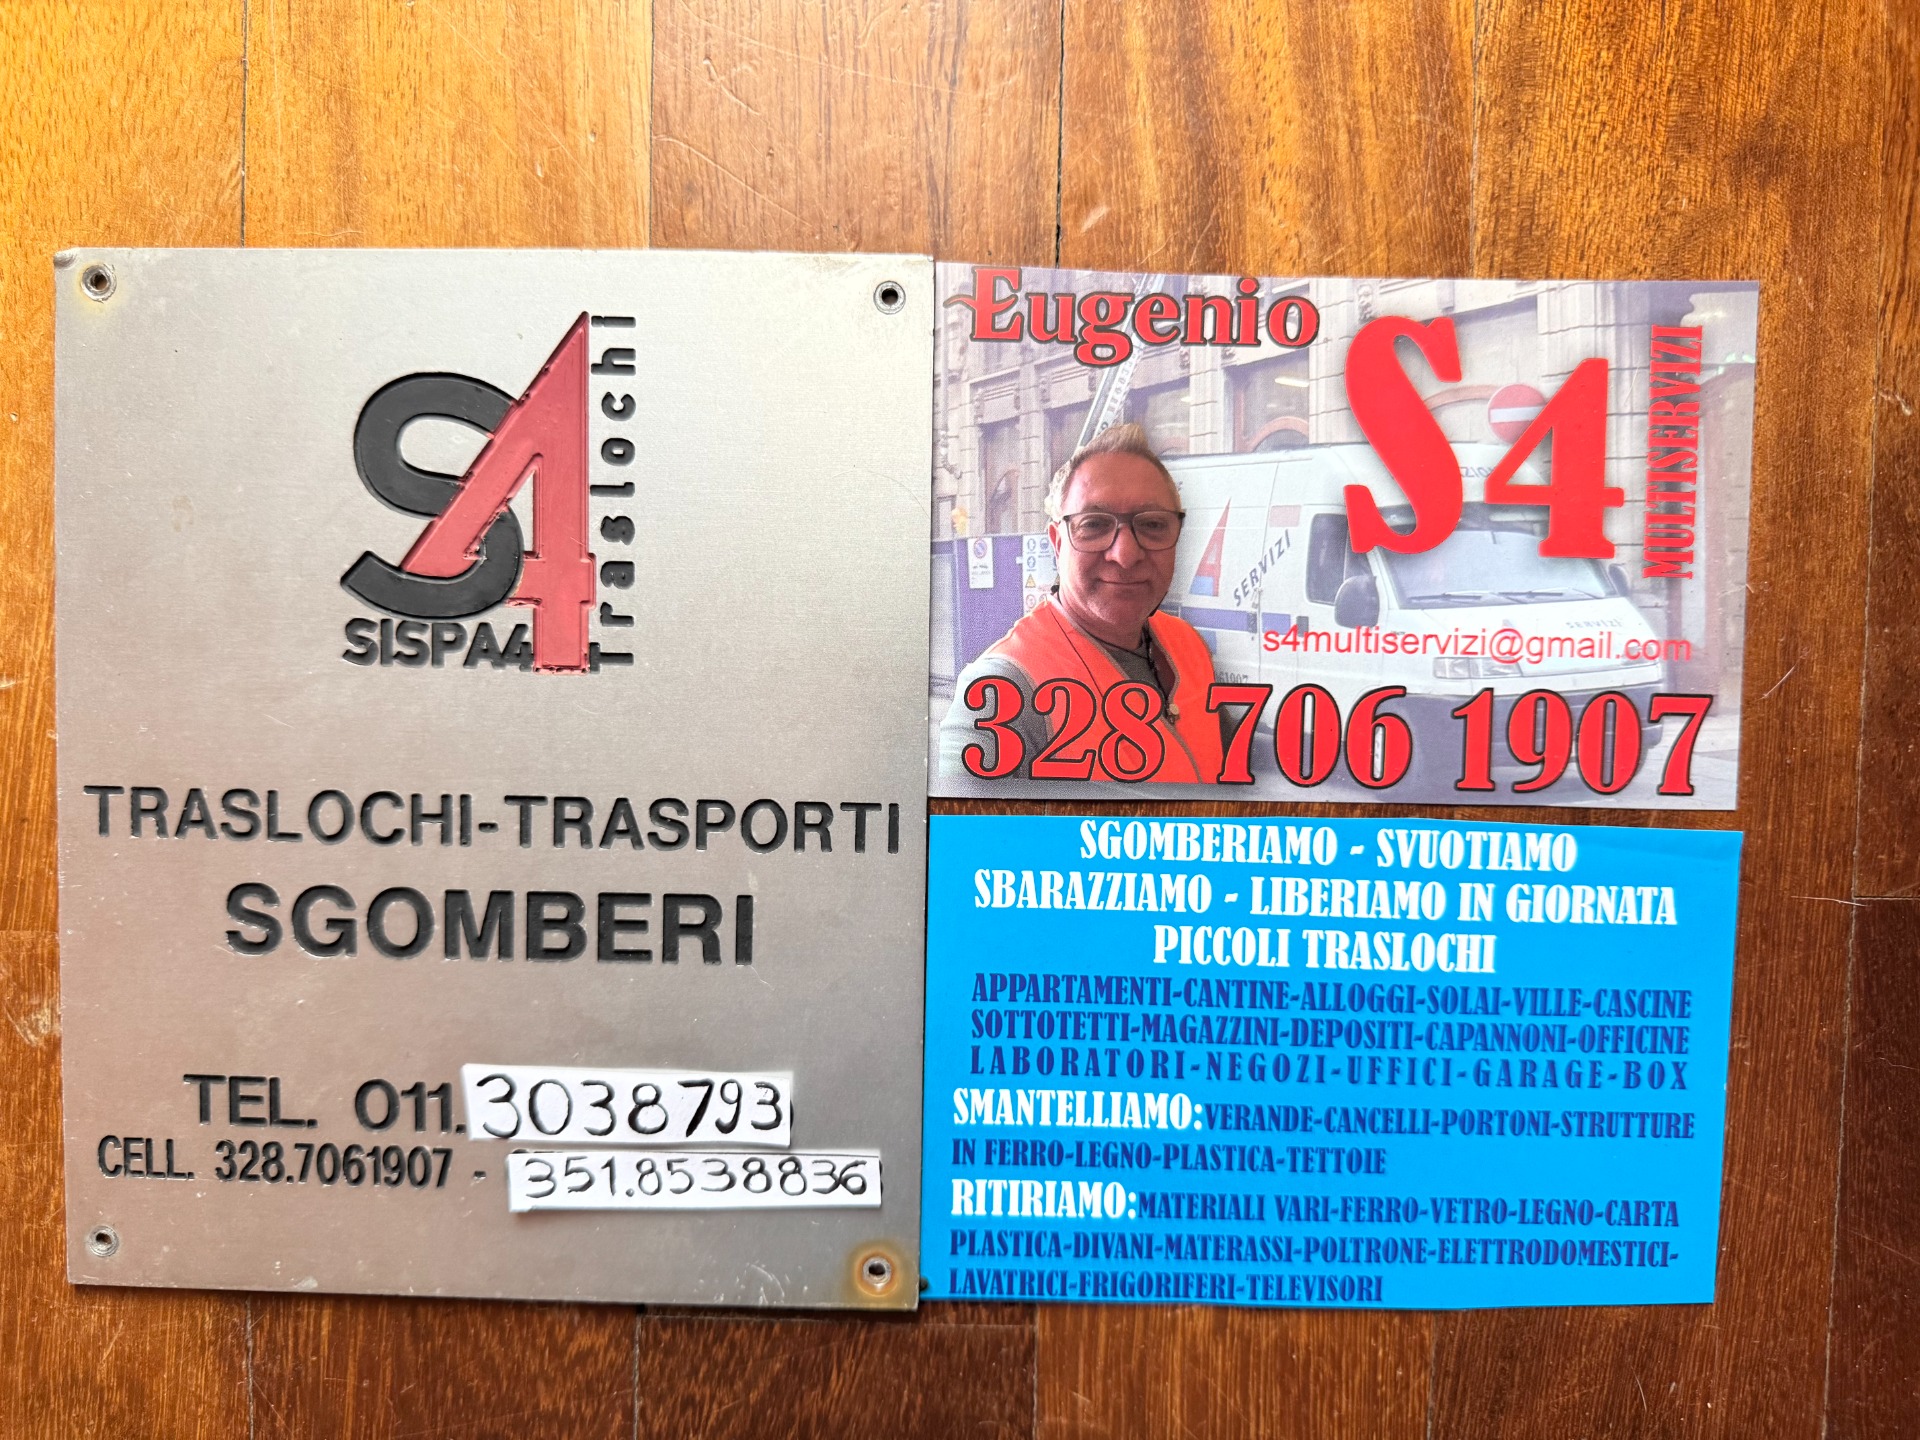 S4
Traslochi
SISPA4
TRASLOCHI-TRASPORTI
SGOMBERI
TEL. 011.3038793
CELL. 328.7061907 - 351.8538836
Eugenio
S4
MULTISERVIZI
SERVIZI
SERVIZI
s4multiservizi@gmail.com
328 706 1907
SGOMBERIAMO - SVUOTIAMO
SBARAZZIAMO - LIBERIAMO IN GIORNATA
PICCOLI TRASLOCHI
APPARTAMENTI-CANTINE-ALLOGGI-SOLAI-VILLE-CASCINE
SOTTOTETTI-MAGAZZINI-DEPOSITI-CAPANNONI-OFFICINE
LABORATORI-NEGOZI-UFFICI-GARAGE-BOX
SMANTELLIAMO:VERANDE-CANCELLI-PORTONI-STRUTTURE
IN FERRO-LEGNO-PLASTICA-TETTOIE
RITIRIAMO:MATERIALI VARI-FERRO-VETRO-LEGNO-CARTA
PLASTICA-DIVANI-MATERASSI-POLTRONE-ELETTRODOMESTICI-
LAVATRICI-FRIGORIFERI-TELEVISORI